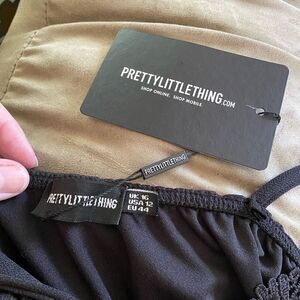 PRETTYLITTLETHING.COM
SHOP ONLINE. SHOP MOBILE.
PRETTYLITTLETHING
PRETTYLITTLETHING
UK 16
USA 12
EU 44